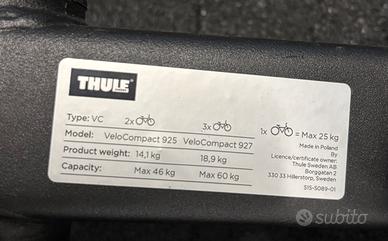 THULE
SWEDEN
Type: VC 2x 3x 1x = Max 25 kg
Model: VeloCompact 925 VeloCompact 927
Product weight: 14,1 kg 18,9 kg
Capacity: Max 46 kg Max 60 kg
Made in Poland
By
Licence/certificate owner:
Thule Sweden AB
Borggatan 2
330 33 Hillerstorp, Sweden
515-5089-01
subito